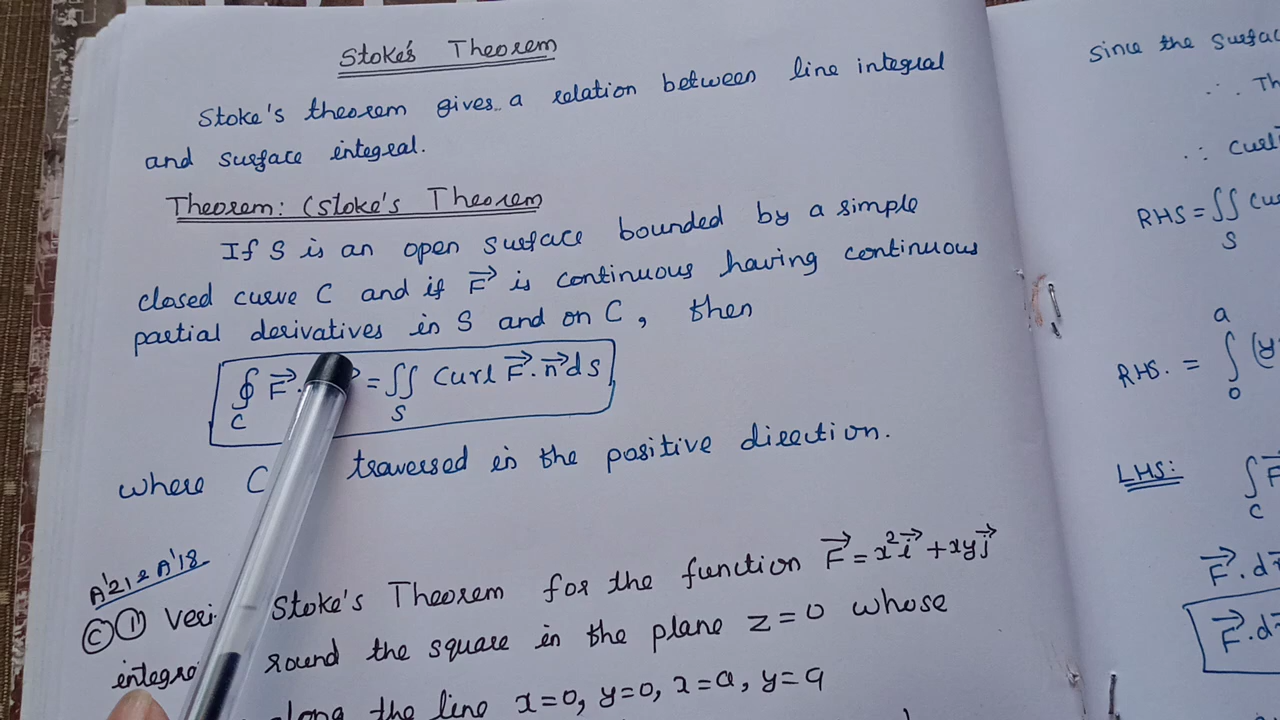 Stoke's Theorem
Stoke's theorem gives a relation between line integral
and surface integral.
Theorem: (Stoke's Theorem
If S is an open surface bounded by a simple
closed curve C and if F⃗ is continuous having continuous
partial derivatives in S and on C, then
∮ F⃗. = ∬ Curl F⃗. n⃗ ds
C S
where C traversed in the positive direction.
A'21 & A'18
© ① Stoke's Theorem for the function F⃗ = x²i⃗ + xyj⃗
round the square in the plane z=0 whose
along the line x=0, y=0, x=a, y=a
Since the
∴ Th
∴ Curl
RHS = ∬
S
a
RHS. = ∫ (y
0
LHS: ∫ F⃗
C
F⃗.d
F⃗.d